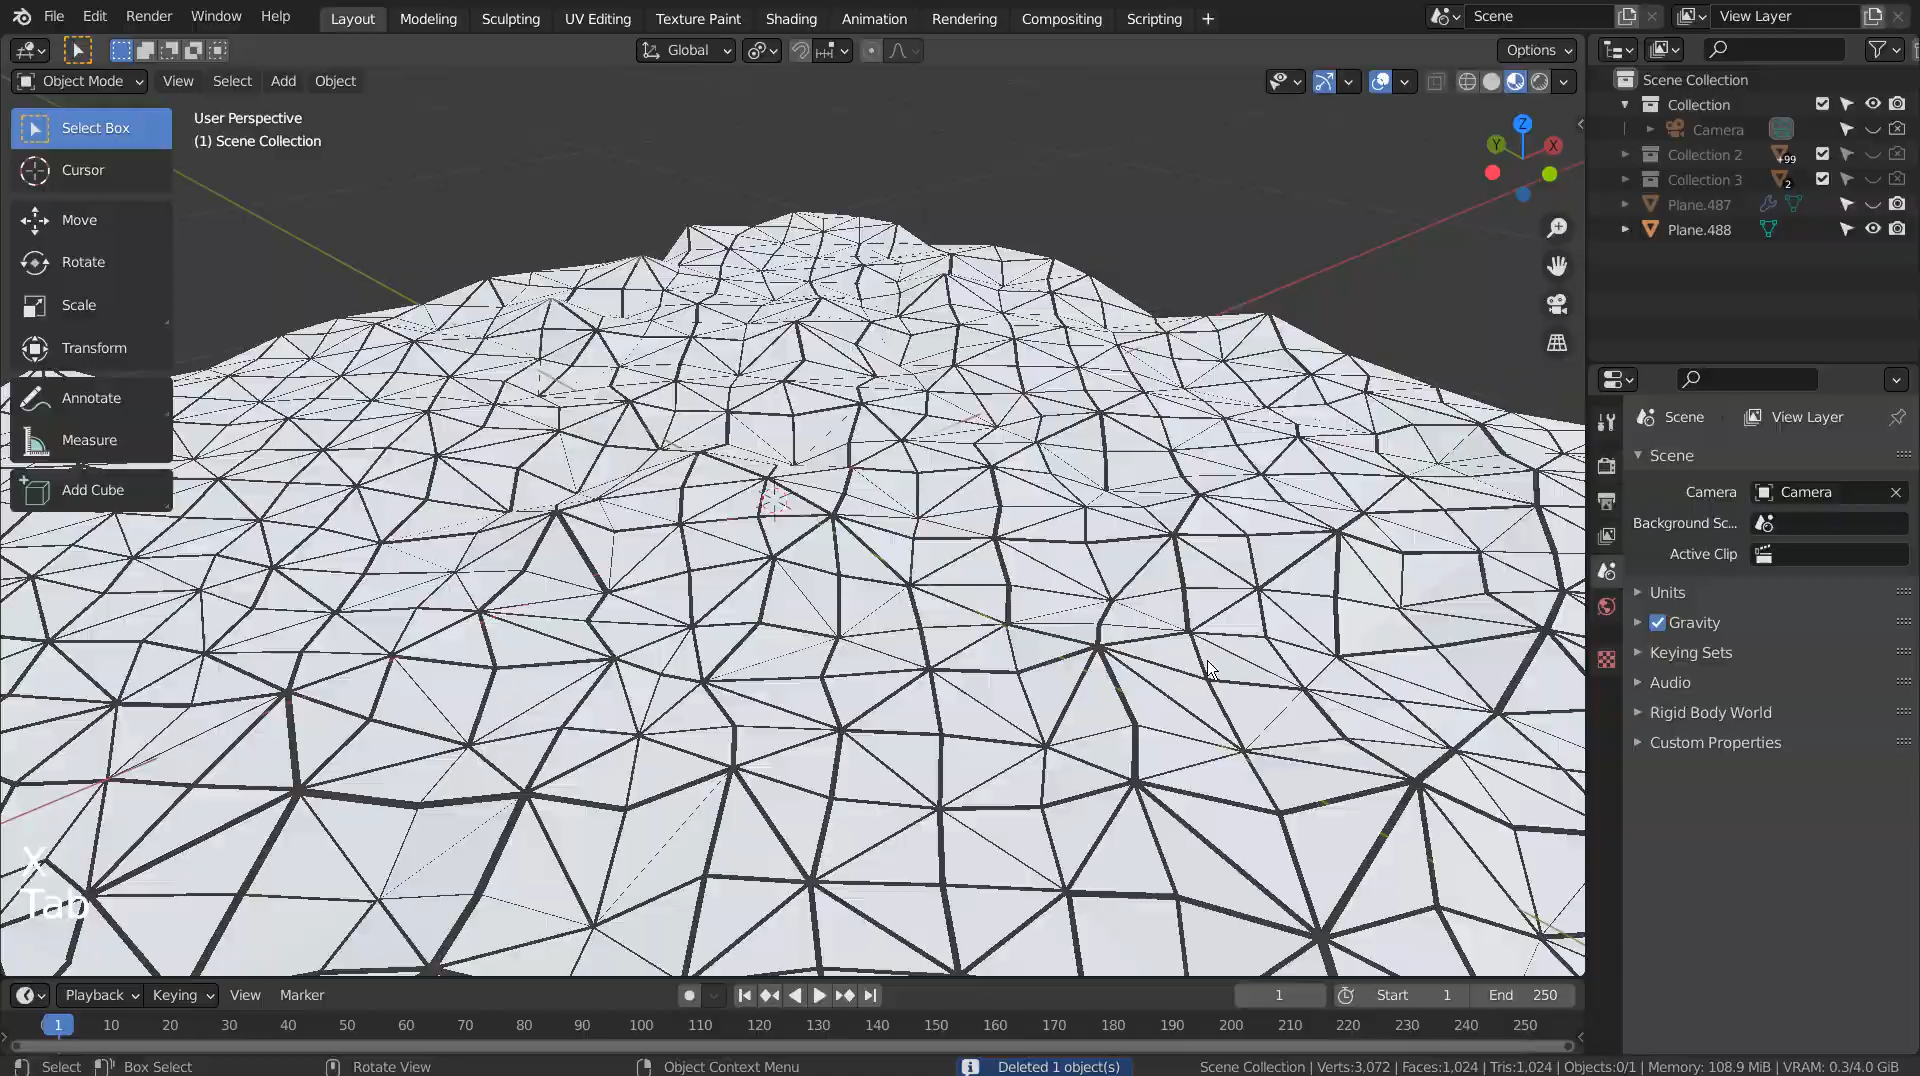 File Edit Render Window Help Layout Modeling Sculpting UV Editing Texture Paint Shading Animation Rendering Compositing Scripting + Scene View Layer
Global Options
Object Mode View Select Add Object
Select Box
Cursor
Move
Rotate
Scale
Transform
Annotate
Measure
Add Cube
User Perspective
(1) Scene Collection
Z
Y X
X
Tab
Scene Collection
Collection
Camera
Collection 2 +99
Collection 3 2
Plane.487
Plane.488
Scene View Layer
Scene
Camera Camera
Background Sc...
Active Clip
Units
Gravity
Keying Sets
Audio
Rigid Body World
Custom Properties
Playback Keying View Marker 1 Start 1 End 250
1 10 20 30 40 50 60 70 80 90 100 110 120 130 140 150 160 170 180 190 200 210 220 230 240 250
Select Box Select Rotate View Object Context Menu Deleted 1 object(s) Scene Collection | Verts:3,072 | Faces:1,024 | Tris:1,024 | Objects:0/1 | Memory: 108.9 MiB | VRAM: 0.3/4.0 GiB